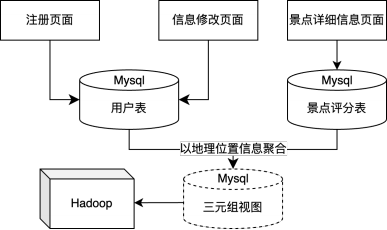 注册页面
信息修改页面
景点详细信息页面
Mysql
用户表
Mysql
景点评分表
以地理位置信息聚合
Mysql
三元组视图
Hadoop